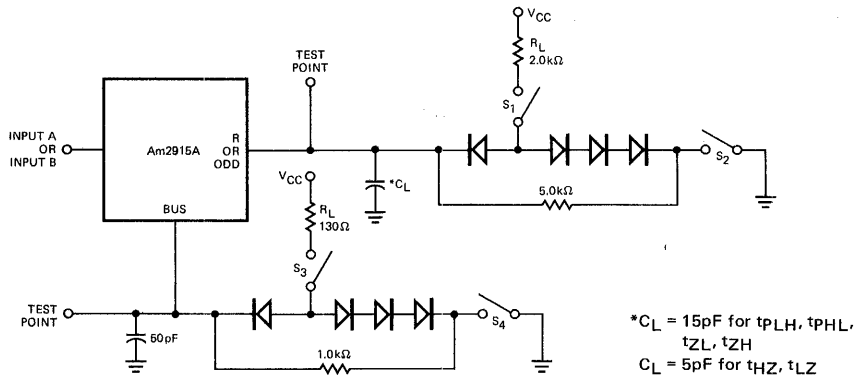 VCC
RL
2.0kΩ
S1
TEST
POINT
INPUT A
OR
INPUT B
Am2915A
R
OR
ODD
BUS
*CL
S2
5.0kΩ
VCC
RL
130Ω
S3
TEST
POINT
50pF
S4
1.0kΩ
*CL = 15pF for tPLH, tPHL,
tZL, tZH
CL = 5pF for tHZ, tLZ